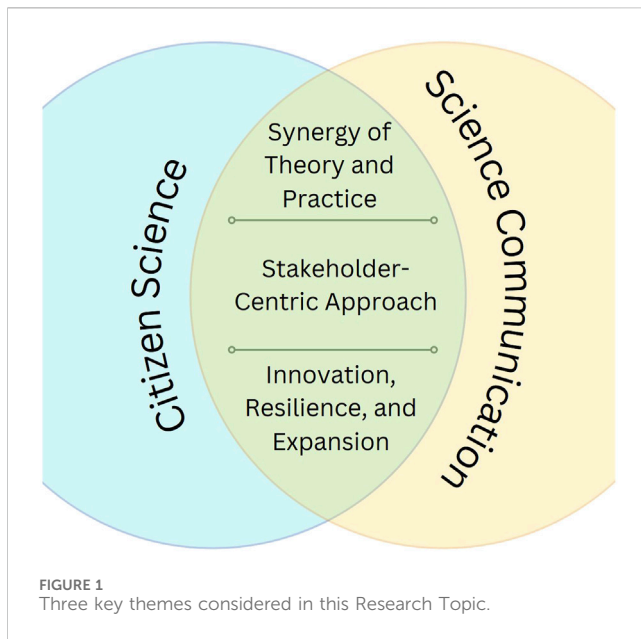 Citizen Science
Synergy of
Theory and
Practice
Stakeholder-
Centric Approach
Innovation,
Resilience, and
Expansion
Science Communication
FIGURE 1
Three key themes considered in this Research Topic.